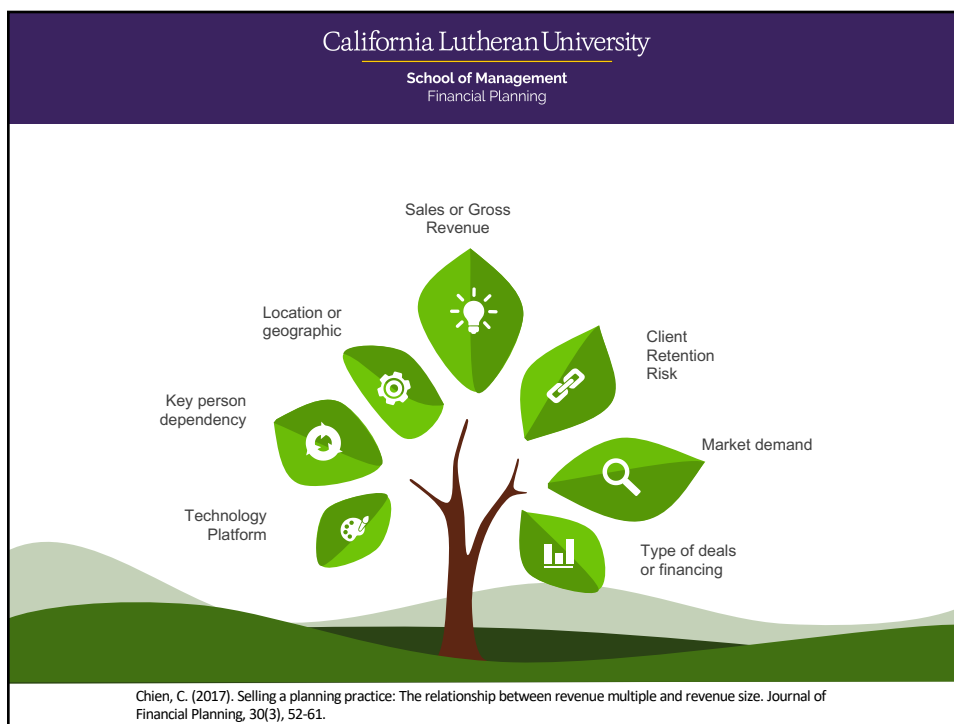 California Lutheran University
School of Management
Financial Planning
Sales or Gross
Revenue
Location or
geographic
Client
Retention
Risk
Key person
dependency
Market demand
Technology
Platform
Type of deals
or financing
Chien, C. (2017). Selling a planning practice: The relationship between revenue multiple and revenue size. Journal of
Financial Planning, 30(3), 52-61.